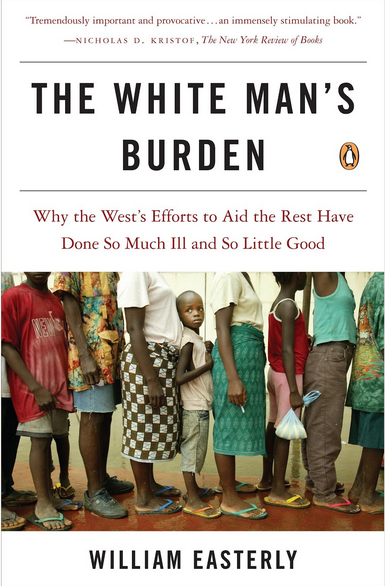 "Tremendously important and provocative...an immensely stimulating book."
—NICHOLAS D. KRISTOF, The New York Review of Books
THE WHITE MAN'S
BURDEN
Why the West's Efforts to Aid the Rest Have
Done So Much Ill and So Little Good
WILLIAM EASTERLY